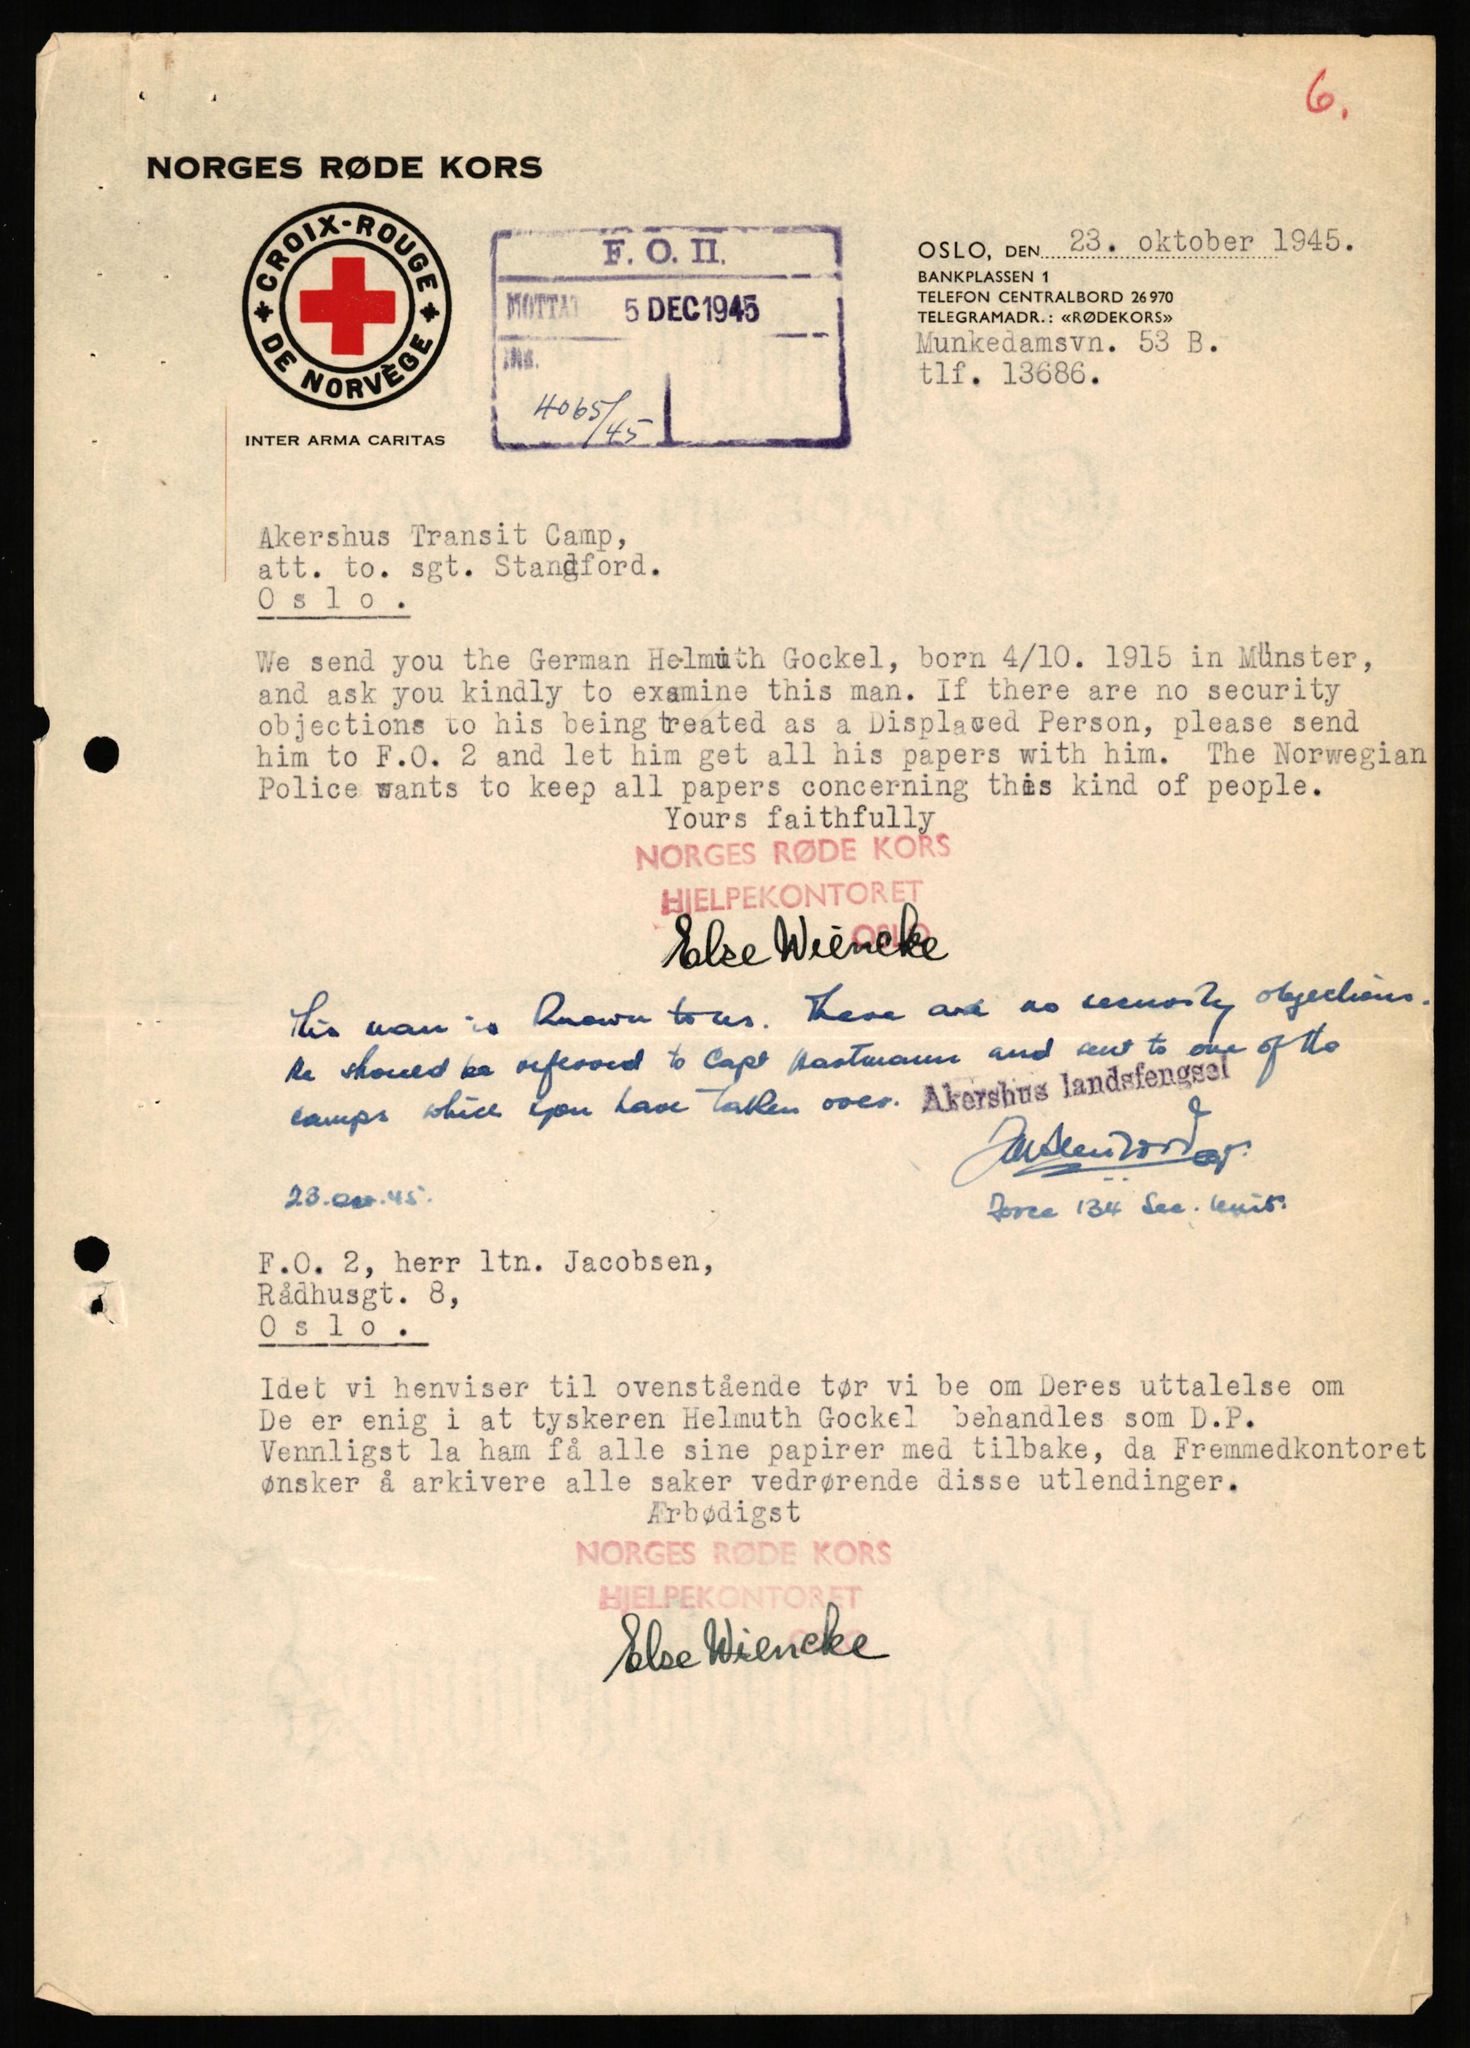 6.
NORGES RØDE KORS
CROIX-ROUGE
DE NORVÈGE
INTER ARMA CARITAS
F. O. II.
MOTTAT 5 DEC 1945
JNR.
4065/45
OSLO, DEN 23. oktober 1945.
BANKPLASSEN 1
TELEFON CENTRALBORD 26970
TELEGRAMADR.: «RØDEKORS»
Munkedamsvn. 53 B.
tlf. 13686.
Akershus Transit Camp,
att. to. sgt. Standford.
Oslo.
We send you the German Helmuth Gockel, born 4/10. 1915 in Münster,
and ask you kindly to examine this man. If there are no security
objections to his being treated as a Displaced Person, please send
him to F.O. 2 and let him get all his papers with him. The Norwegian
Police wants to keep all papers concerning this kind of people.
Yours faithfully
NORGES RØDE KORS
HJELPEKONTORET
OSLO
Else Wiencke
This man is known to us. There are no security objections.
He should be referred to Capt Hartmann and sent to one of the
camps which you have taken over.
Akershus landsfengsel
23. 45.
Force 134 Sec. Unit.
F.O. 2, herr ltn. Jacobsen,
Rådhusgt. 8,
Oslo.
Idet vi henviser til ovenstående tør vi be om Deres uttalelse om
De er enig i at tyskeren Helmuth Gockel behandles som D.P.
Vennligst la ham få alle sine papirer med tilbake, da Fremmedkontoret
ønsker å arkivere alle saker vedrørende disse utlendinger.
Ærbødigst
NORGES RØDE KORS
HJELPEKONTORET
Else Wiencke